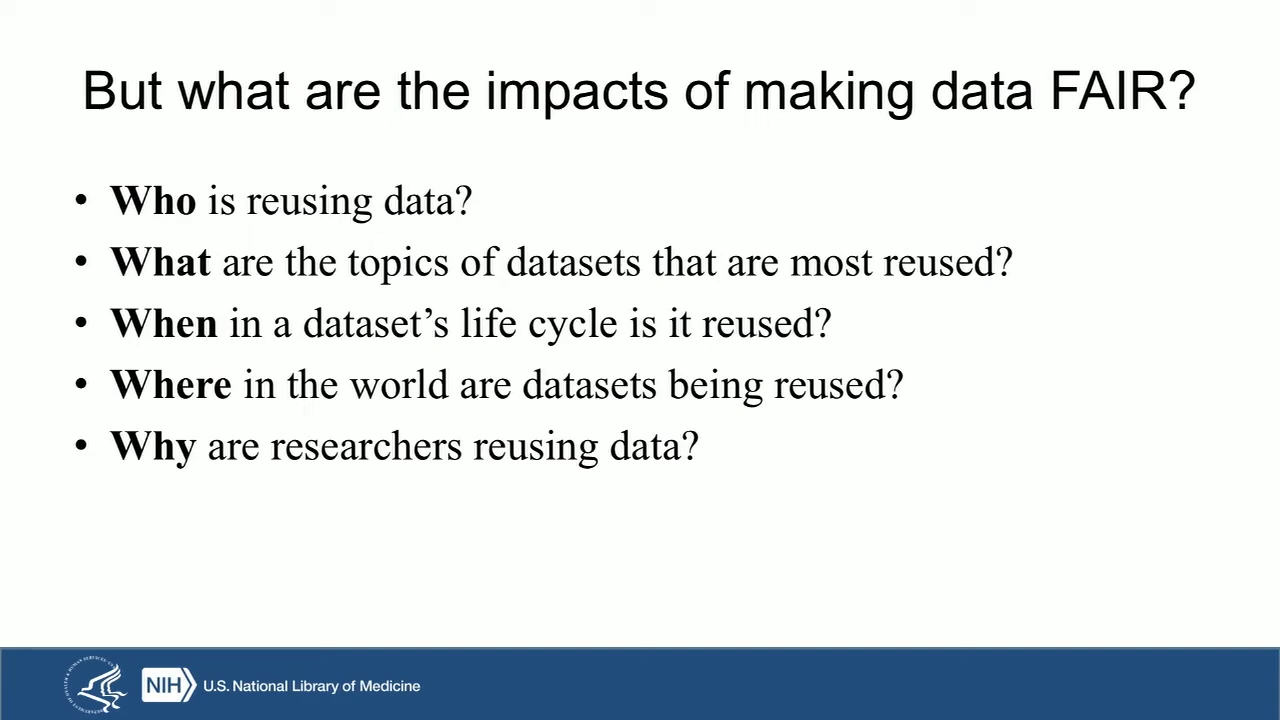 But what are the impacts of making data FAIR?
• Who is reusing data?
• What are the topics of datasets that are most reused?
• When in a dataset’s life cycle is it reused?
• Where in the world are datasets being reused?
• Why are researchers reusing data?
NIH U.S. National Library of Medicine